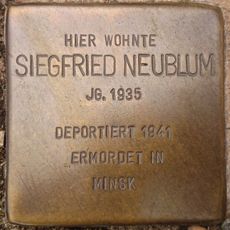 HIER WOHNTE
SIEGFRIED NEUBLUM
JG. 1935
DEPORTIERT 1941
ERMORDET IN
MINSK